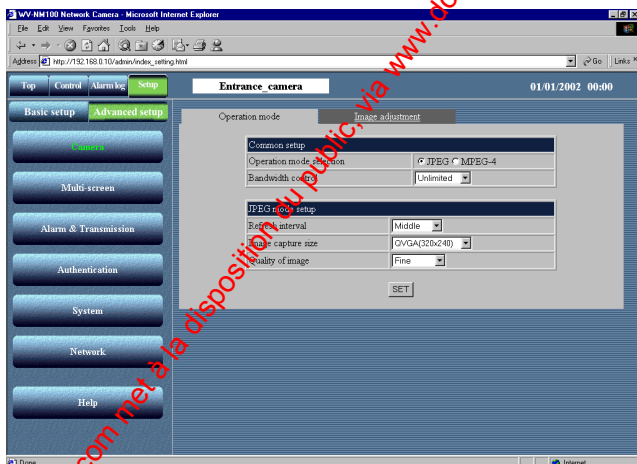 WV-NM100 Network Camera - Microsoft Internet Explorer
File Edit View Favorites Tools Help
Address http://192.168.0.10/admin/index_setting.html Go Links »
Top Control Alarm log Setup Entrance_camera 01/01/2002 00:00
Basic setup Advanced setup
Operation mode Image adjustment
Camera
Common setup
Operation mode selection JPEG MPEG-4
Bandwidth control Unlimited
Multi-screen
JPEG mode setup
Refresh interval Middle
Alarm & Transmission
Image capture size QVGA(320x240)
Quality of image Fine
Authentication
SET
System
Network
Help
Done Internet
com met à la disposition du public, via www.do